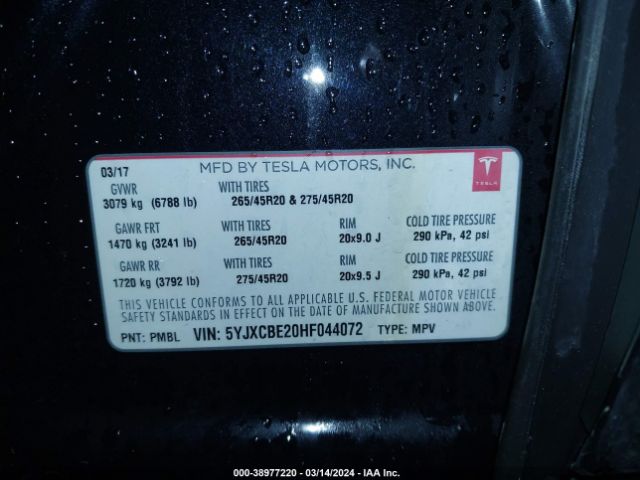 03/17 MFD BY TESLA MOTORS, INC.
TESLA
GVWR WITH TIRES
3079 kg (6788 lb) 265/45R20 & 275/45R20
GAWR FRT WITH TIRES RIM COLD TIRE PRESSURE
1470 kg (3241 lb) 265/45R20 20x9.0 J 290 kPa, 42 psi
GAWR RR WITH TIRES RIM COLD TIRE PRESSURE
1720 kg (3792 lb) 275/45R20 20x9.5 J 290 kPa, 42 psi
THIS VEHICLE CONFORMS TO ALL APPLICABLE U.S. FEDERAL MOTOR VEHICLE
SAFETY STANDARDS IN EFFECT ON THE DATE OF MANUFACTURE SHOWN ABOVE.
PNT: PMBL VIN: 5YJXCBE20HF044072 TYPE: MPV
000-38977220 - 03/14/2024 - IAA Inc.